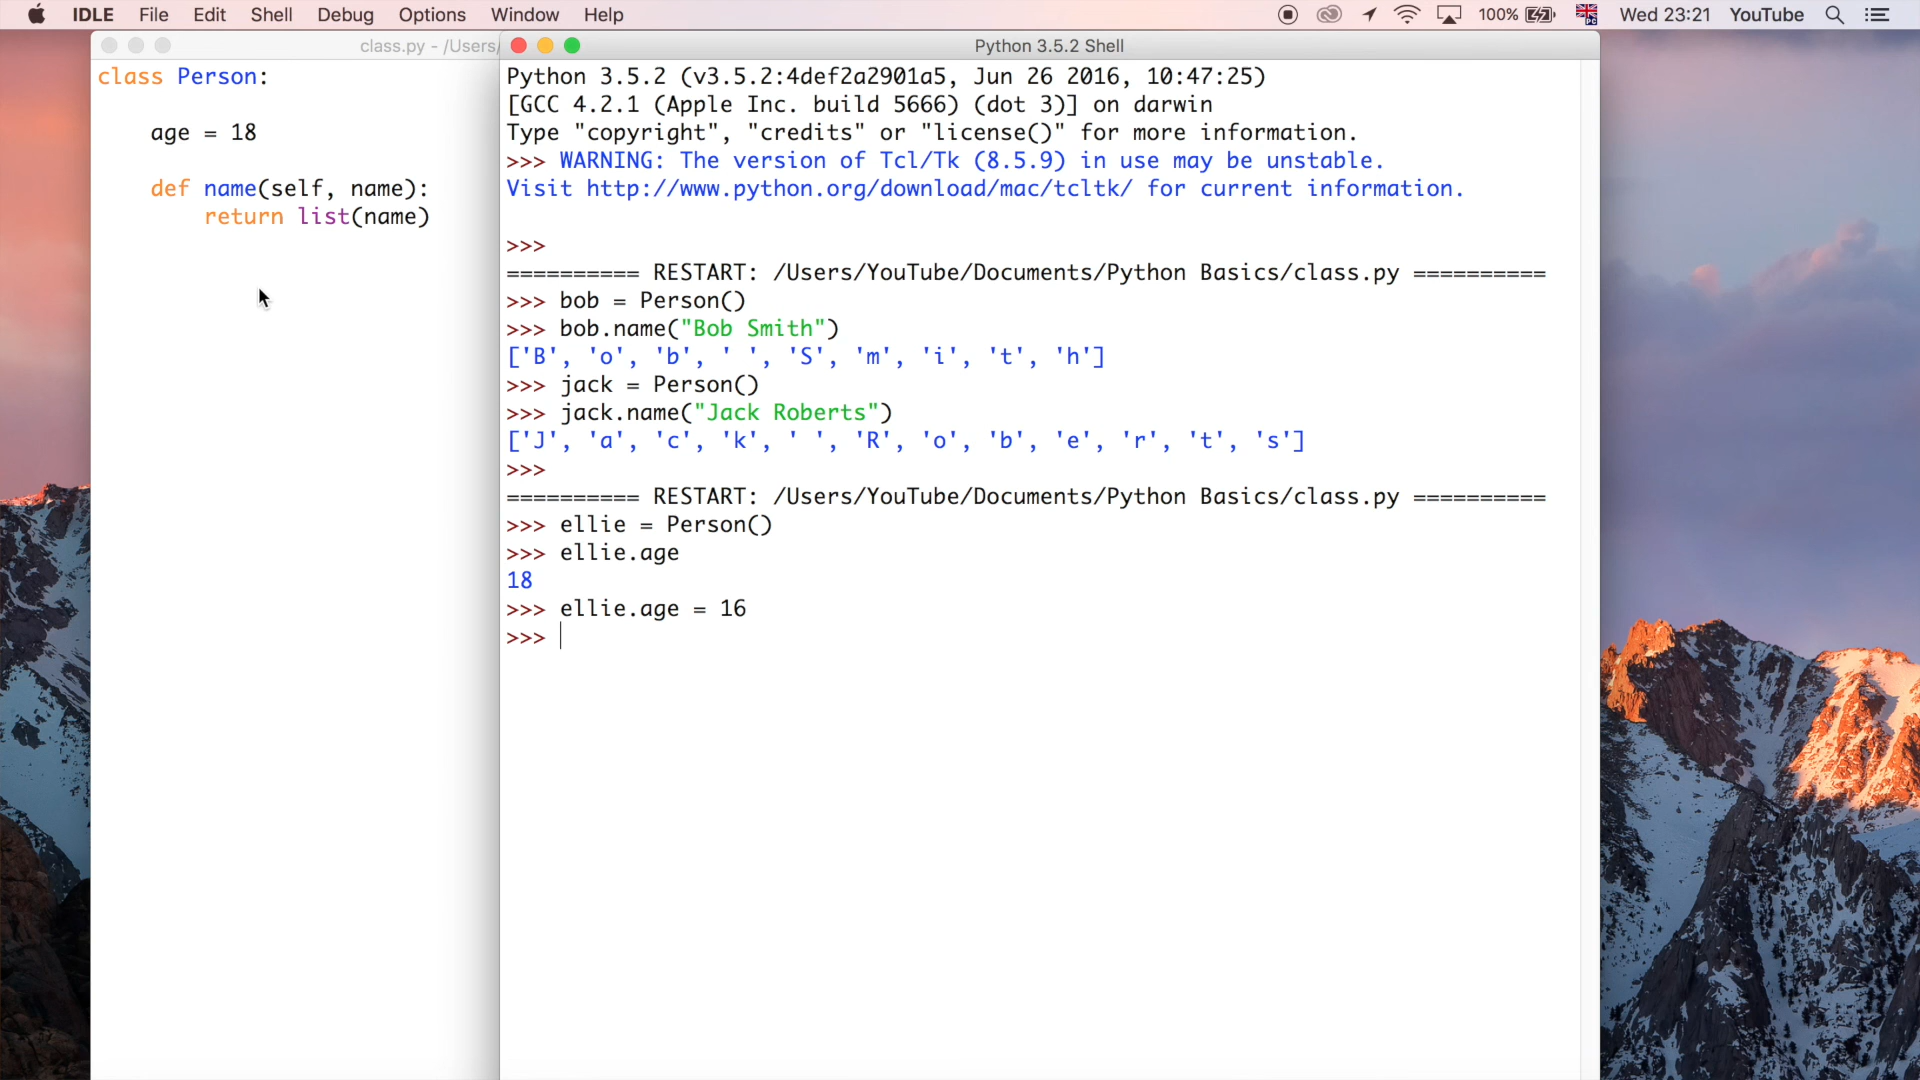 IDLE File Edit Shell Debug Options Window Help 100% Wed 23:21 YouTube
class.py - /Users/
class Person:
age = 18
def name(self, name):
return list(name)
Python 3.5.2 Shell
Python 3.5.2 (v3.5.2:4def2a2901a5, Jun 26 2016, 10:47:25)
[GCC 4.2.1 (Apple Inc. build 5666) (dot 3)] on darwin
Type "copyright", "credits" or "license()" for more information.
>>> WARNING: The version of Tcl/Tk (8.5.9) in use may be unstable.
Visit http://www.python.org/download/mac/tcltk/ for current information.
>>>
========== RESTART: /Users/YouTube/Documents/Python Basics/class.py ==========
>>> bob = Person()
>>> bob.name("Bob Smith")
['B', 'o', 'b', ' ', 'S', 'm', 'i', 't', 'h']
>>> jack = Person()
>>> jack.name("Jack Roberts")
['J', 'a', 'c', 'k', ' ', 'R', 'o', 'b', 'e', 'r', 't', 's']
>>>
========== RESTART: /Users/YouTube/Documents/Python Basics/class.py ==========
>>> ellie = Person()
>>> ellie.age
18
>>> ellie.age = 16
>>>